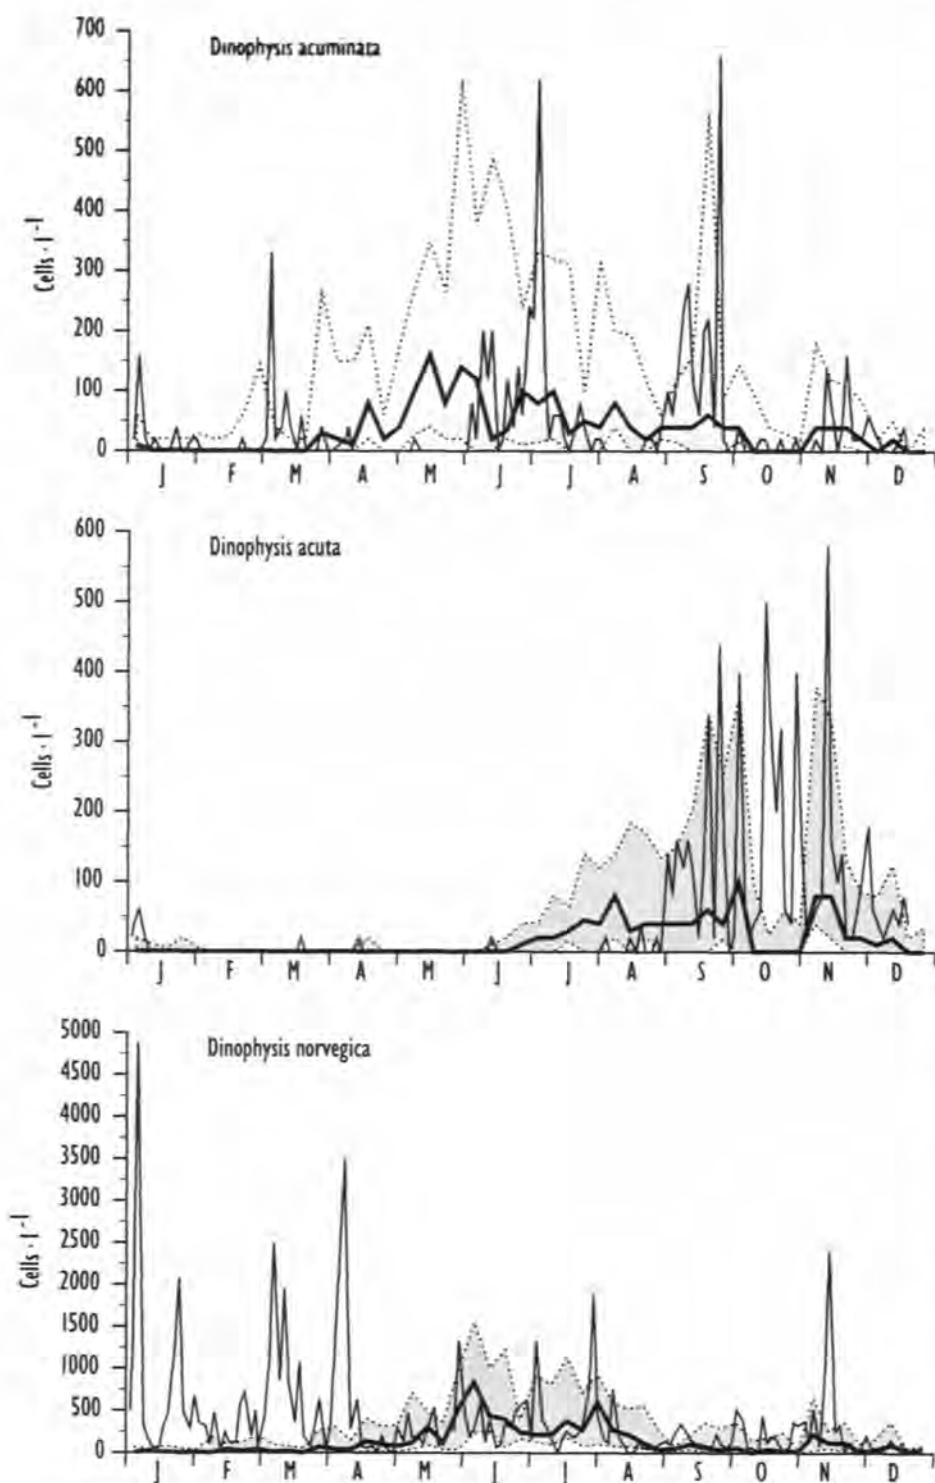 Dinophysis acuminata
700
600
500
400
300
200
100
0
Cells · l⁻¹
J F M A M J J A S O N D
Dinophysis acuta
600
500
400
300
200
100
0
Cells · l⁻¹
J F M A M J J A S O N D
Dinophysis norvegica
5000
4500
4000
3500
3000
2500
2000
1500
1000
500
0
Cells · l⁻¹
J F M A M J J A S O N D